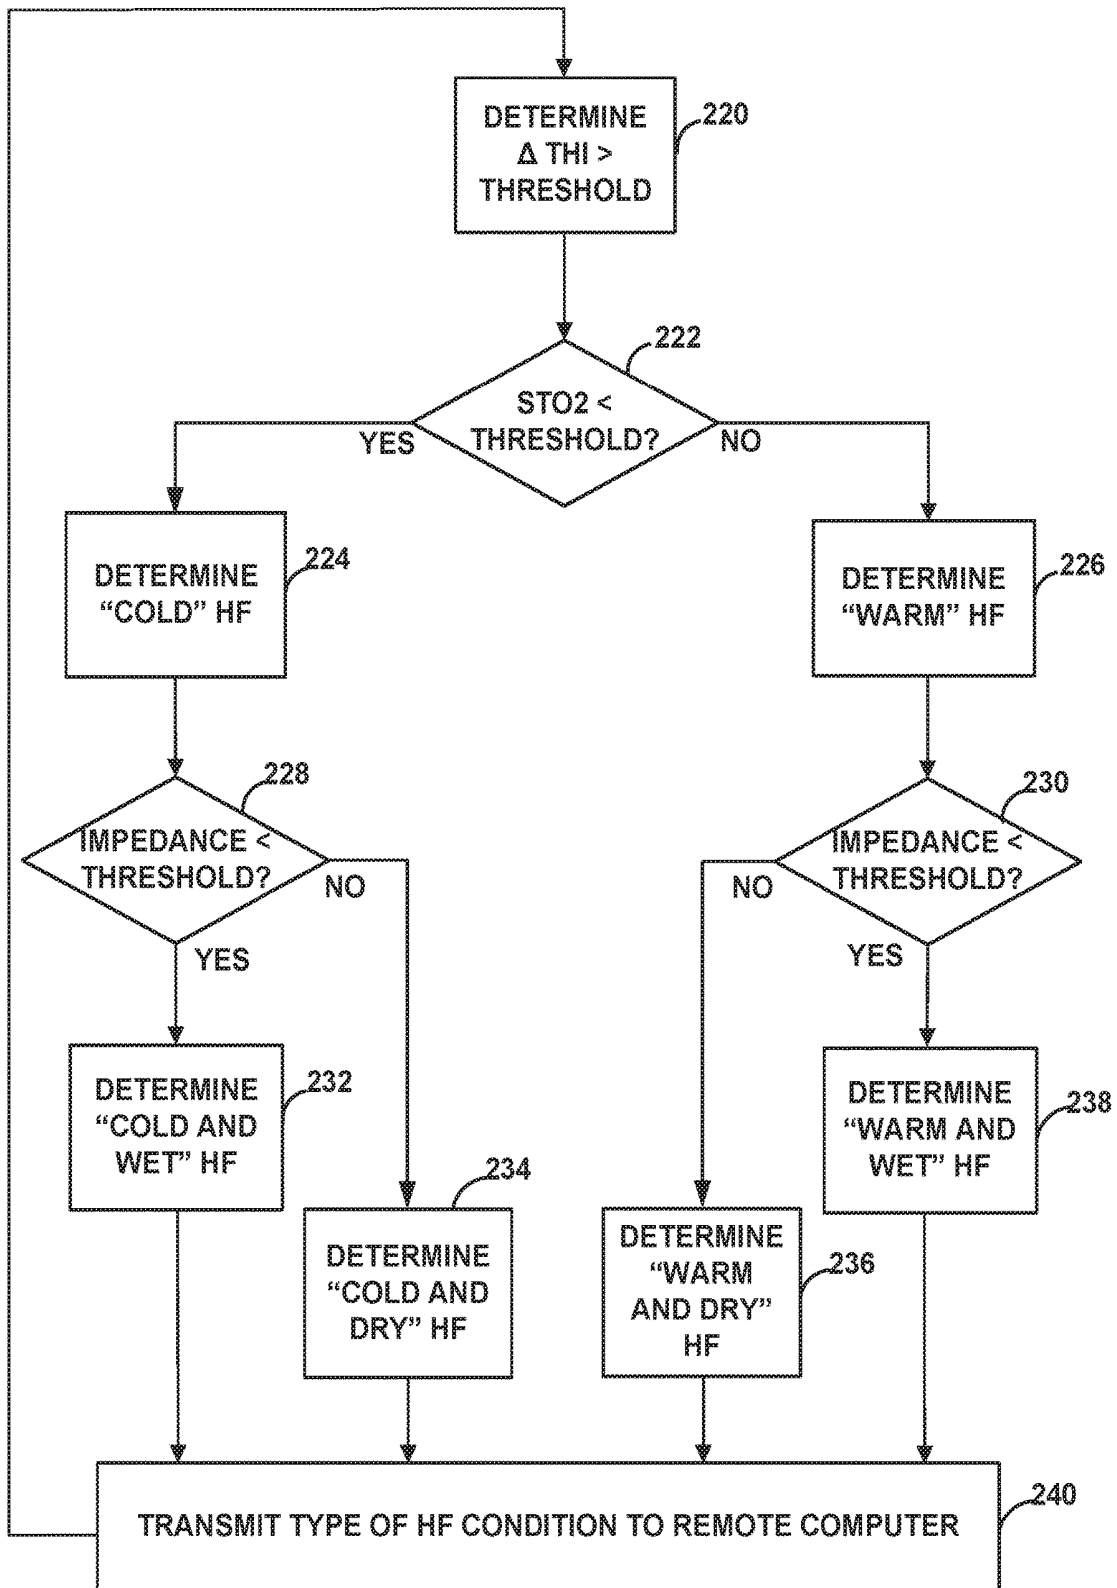 DETERMINE
Δ THI >
THRESHOLD
220
222
STO2 <
THRESHOLD?
YES
NO
DETERMINE
“COLD” HF
224
DETERMINE
“WARM” HF
226
228
IMPEDANCE <
THRESHOLD?
NO
YES
230
IMPEDANCE <
THRESHOLD?
NO
YES
DETERMINE
“COLD AND
WET” HF
232
234
DETERMINE
“COLD AND
DRY” HF
DETERMINE
“WARM
AND DRY”
HF
236
DETERMINE
“WARM AND
WET” HF
238
TRANSMIT TYPE OF HF CONDITION TO REMOTE COMPUTER
240